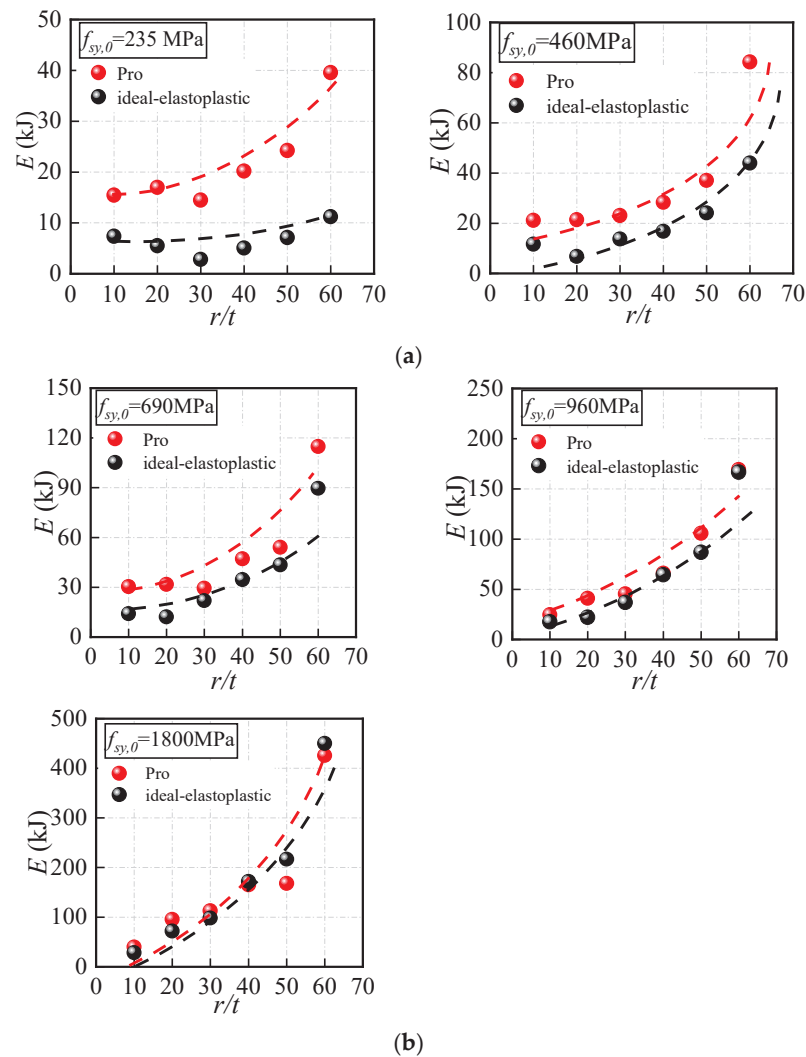 f_sy,0=235 MPa
Pro
ideal-elastoplastic
E (kJ)
50
40
30
20
10
0
0 10 20 30 40 50 60 70
r/t
f_sy,0=460MPa
Pro
ideal-elastoplastic
E (kJ)
100
80
60
40
20
0
0 10 20 30 40 50 60 70
r/t
(a)
f_sy,0=690MPa
Pro
ideal-elastoplastic
E (kJ)
150
120
90
60
30
0
0 10 20 30 40 50 60 70
r/t
f_sy,0=960MPa
Pro
ideal-elastoplastic
E (kJ)
250
200
150
100
50
0
0 10 20 30 40 50 60 70
r/t
f_sy,0=1800MPa
Pro
ideal-elastoplastic
E (kJ)
500
400
300
200
100
0
0 10 20 30 40 50 60 70
r/t
(b)